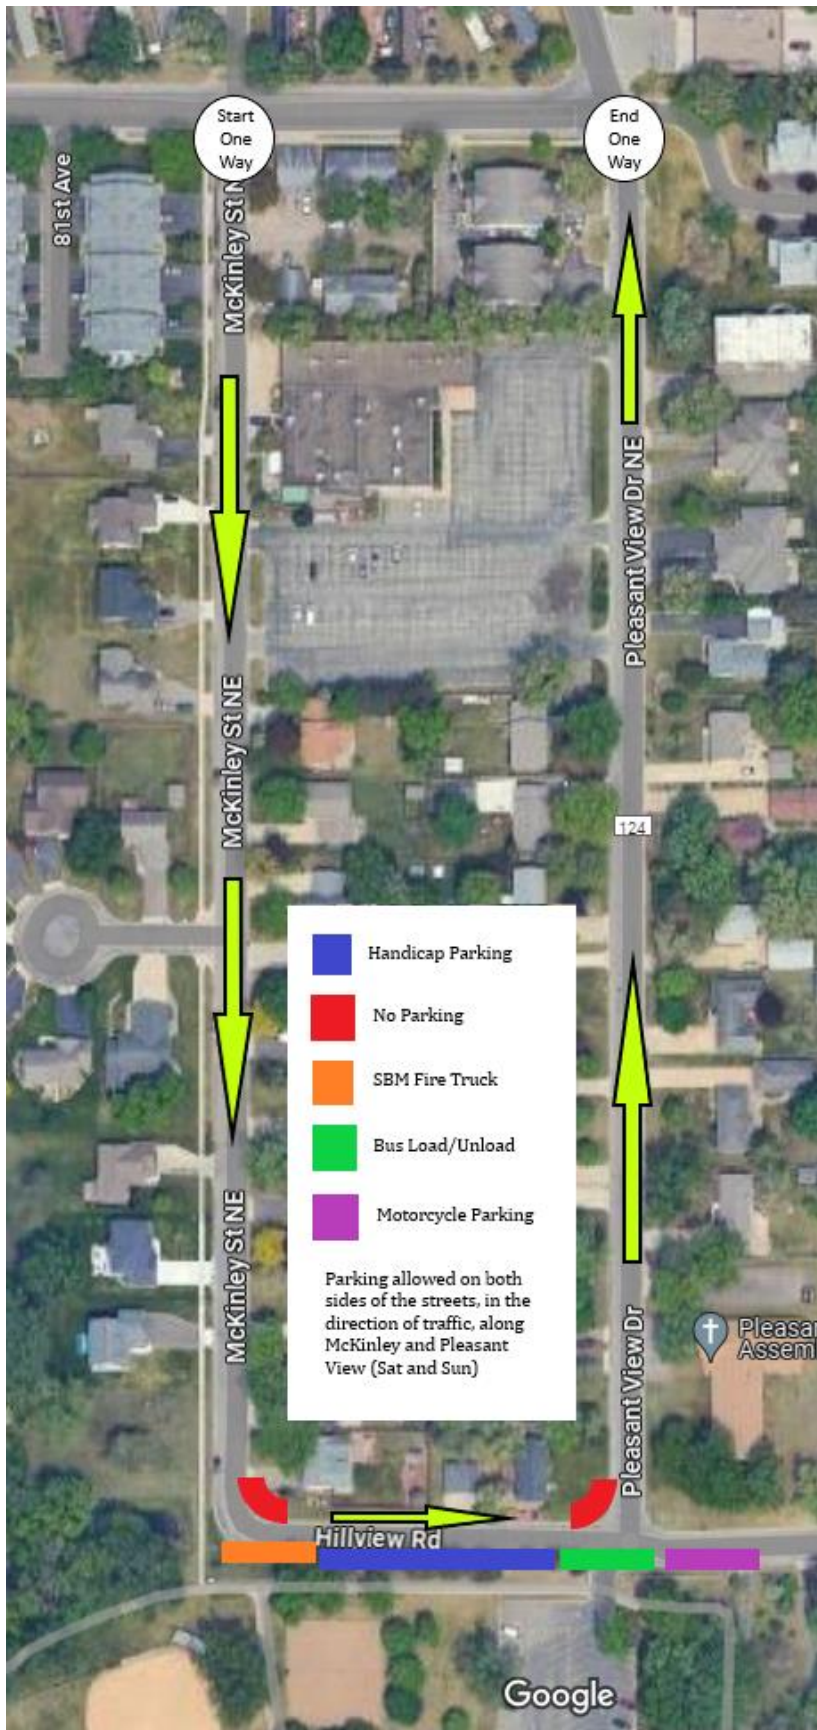 Start
One
Way
End
One
Way
81st Ave
McKinley St N
Pleasant View Dr NE
McKinley St NE
124
Handicap Parking
No Parking
SBM Fire Truck
Bus Load/Unload
Motorcycle Parking
Parking allowed on both
sides of the streets, in the
direction of traffic, along
McKinley and Pleasant
View (Sat and Sun)
McKinley St NE
Pleasant View Dr
Pleasa
Assem
Hillview Rd
Google